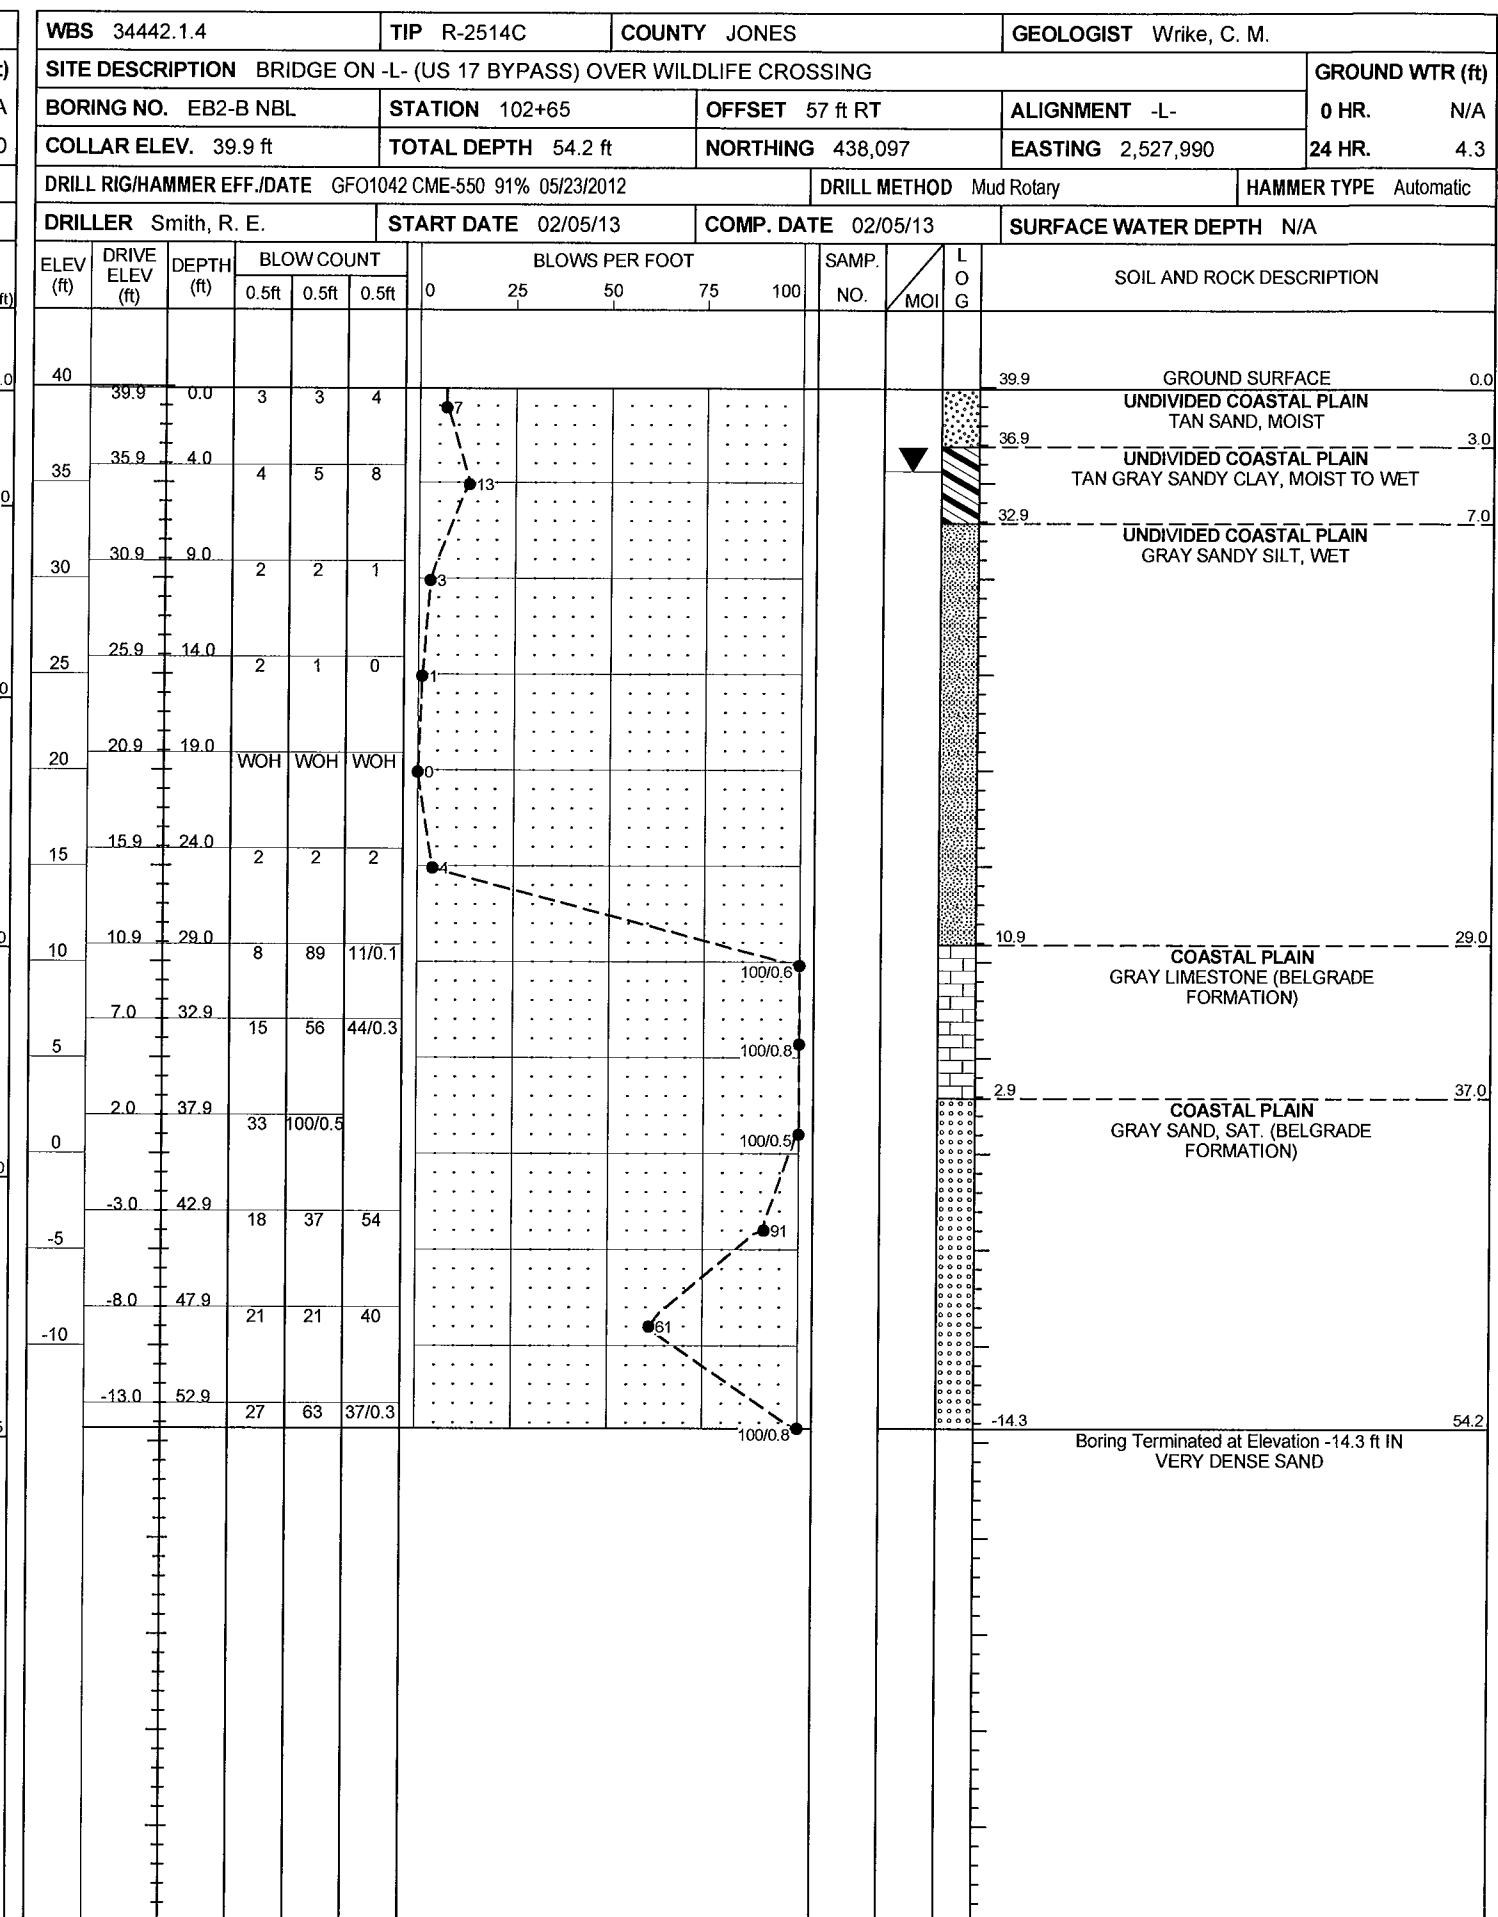 WBS 34442.1.4 TIP R-2514C COUNTY JONES GEOLOGIST Wrike, C. M.
SITE DESCRIPTION BRIDGE ON -L- (US 17 BYPASS) OVER WILDLIFE CROSSING GROUND WTR (ft)
BORING NO. EB2-B NBL STATION 102+65 OFFSET 57 ft RT ALIGNMENT -L- 0 HR. N/A
COLLAR ELEV. 39.9 ft TOTAL DEPTH 54.2 ft NORTHING 438,097 EASTING 2,527,990 24 HR. 4.3
DRILL RIG/HAMMER EFF./DATE GFO1042 CME-550 91% 05/23/2012 DRILL METHOD Mud Rotary HAMMER TYPE Automatic
DRILLER Smith, R. E. START DATE 02/05/13 COMP. DATE 02/05/13 SURFACE WATER DEPTH N/A
ELEV (ft) DRIVE ELEV (ft) DEPTH (ft) BLOW COUNT BLOWS PER FOOT SAMP. NO. MOI LOG SOIL AND ROCK DESCRIPTION
0.5ft 0.5ft 0.5ft 0 25 50 75 100
40 39.9 GROUND SURFACE 0.0
39.9 0.0 3 3 4 7 UNDIVIDED COASTAL PLAIN
TAN SAND, MOIST
36.9 3.0
35.9 4.0 UNDIVIDED COASTAL PLAIN
35 4 5 8 13 TAN GRAY SANDY CLAY, MOIST TO WET
32.9 7.0
UNDIVIDED COASTAL PLAIN
30.9 9.0 GRAY SANDY SILT, WET
30 2 2 1 3
25.9 14.0
25 2 1 0 1
20.9 19.0
20 WOH WOH WOH 0
15.9 24.0
15 2 2 2 4
10.9 29.0 10.9 29.0
10 8 89 11/0.1 100/0.6 COASTAL PLAIN
GRAY LIMESTONE (BELGRADE
FORMATION)
7.0 32.9
15 56 44/0.3
5 100/0.8
2.9 37.0
2.0 37.9 COASTAL PLAIN
33 100/0.5 GRAY SAND, SAT. (BELGRADE
0 100/0.5 FORMATION)
-3.0 42.9
18 37 54 91
-5
-8.0 47.9
21 21 40 61
-10
-13.0 52.9
27 63 37/0.3 -14.3 54.2
100/0.8 Boring Terminated at Elevation -14.3 ft IN
VERY DENSE SAND